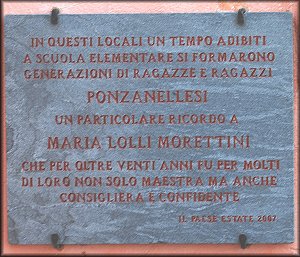 IN QUESTI LOCALI UN TEMPO ADIBITI
A SCUOLA ELEMENTARE SI FORMARONO
GENERAZIONI DI RAGAZZE E RAGAZZI
PONZANELLESI
UN PARTICOLARE RICORDO A
MARIA LOLLI MORETTINI
CHE PER OLTRE VENTI ANNI FU PER MOLTI
DI LORO NON SOLO MAESTRA MA ANCHE
CONSIGLIERA E CONFIDENTE
IL PAESE ESTATE 2007